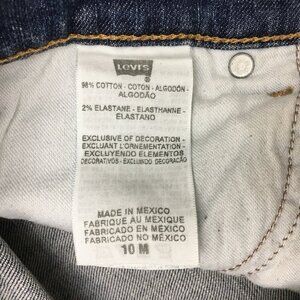 Levi's
®
98% COTTON - COTON - ALGODÓN -
ALGODÃO
2% ELASTANE - ELASTHANNE -
ELASTANO
EXCLUSIVE OF DECORATION -
EXCLUANT L'ORNEMENTATION -
EXCLUYENDO ELEMENTOS
DECORATIVOS - EXCLUINDO DECORAÇÃO
MADE IN MEXICO
FABRIQUÉ AU MEXIQUE
FABRICADO EN MÉXICO
FABRICADO NO MÉXICO
10 M